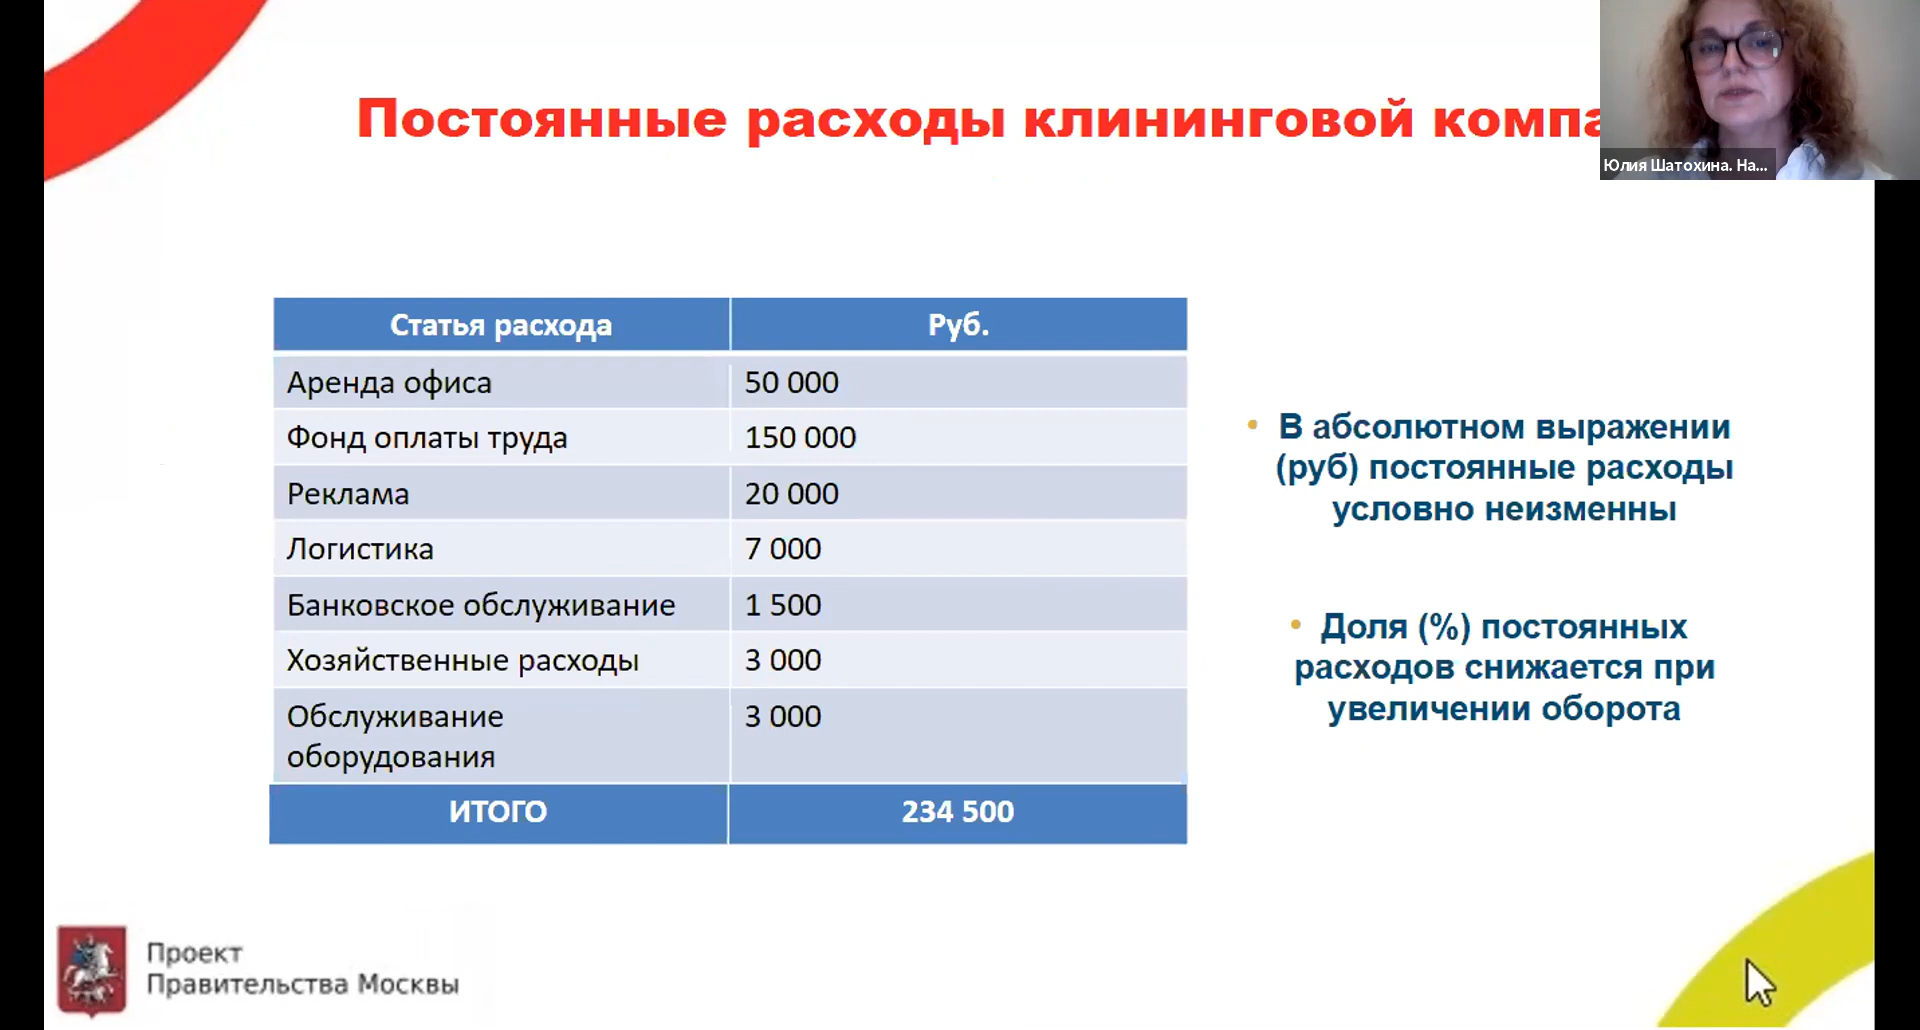 Постоянные расходы клининговой компа
Юлия Шатохина. На...
Статья расхода Руб.
Аренда офиса 50 000
Фонд оплаты труда 150 000
Реклама 20 000
Логистика 7 000
Банковское обслуживание 1 500
Хозяйственные расходы 3 000
Обслуживание 3 000
оборудования
ИТОГО 234 500
• В абсолютном выражении
(руб) постоянные расходы
условно неизменны
• Доля (%) постоянных
расходов снижается при
увеличении оборота
Проект
Правительства Москвы